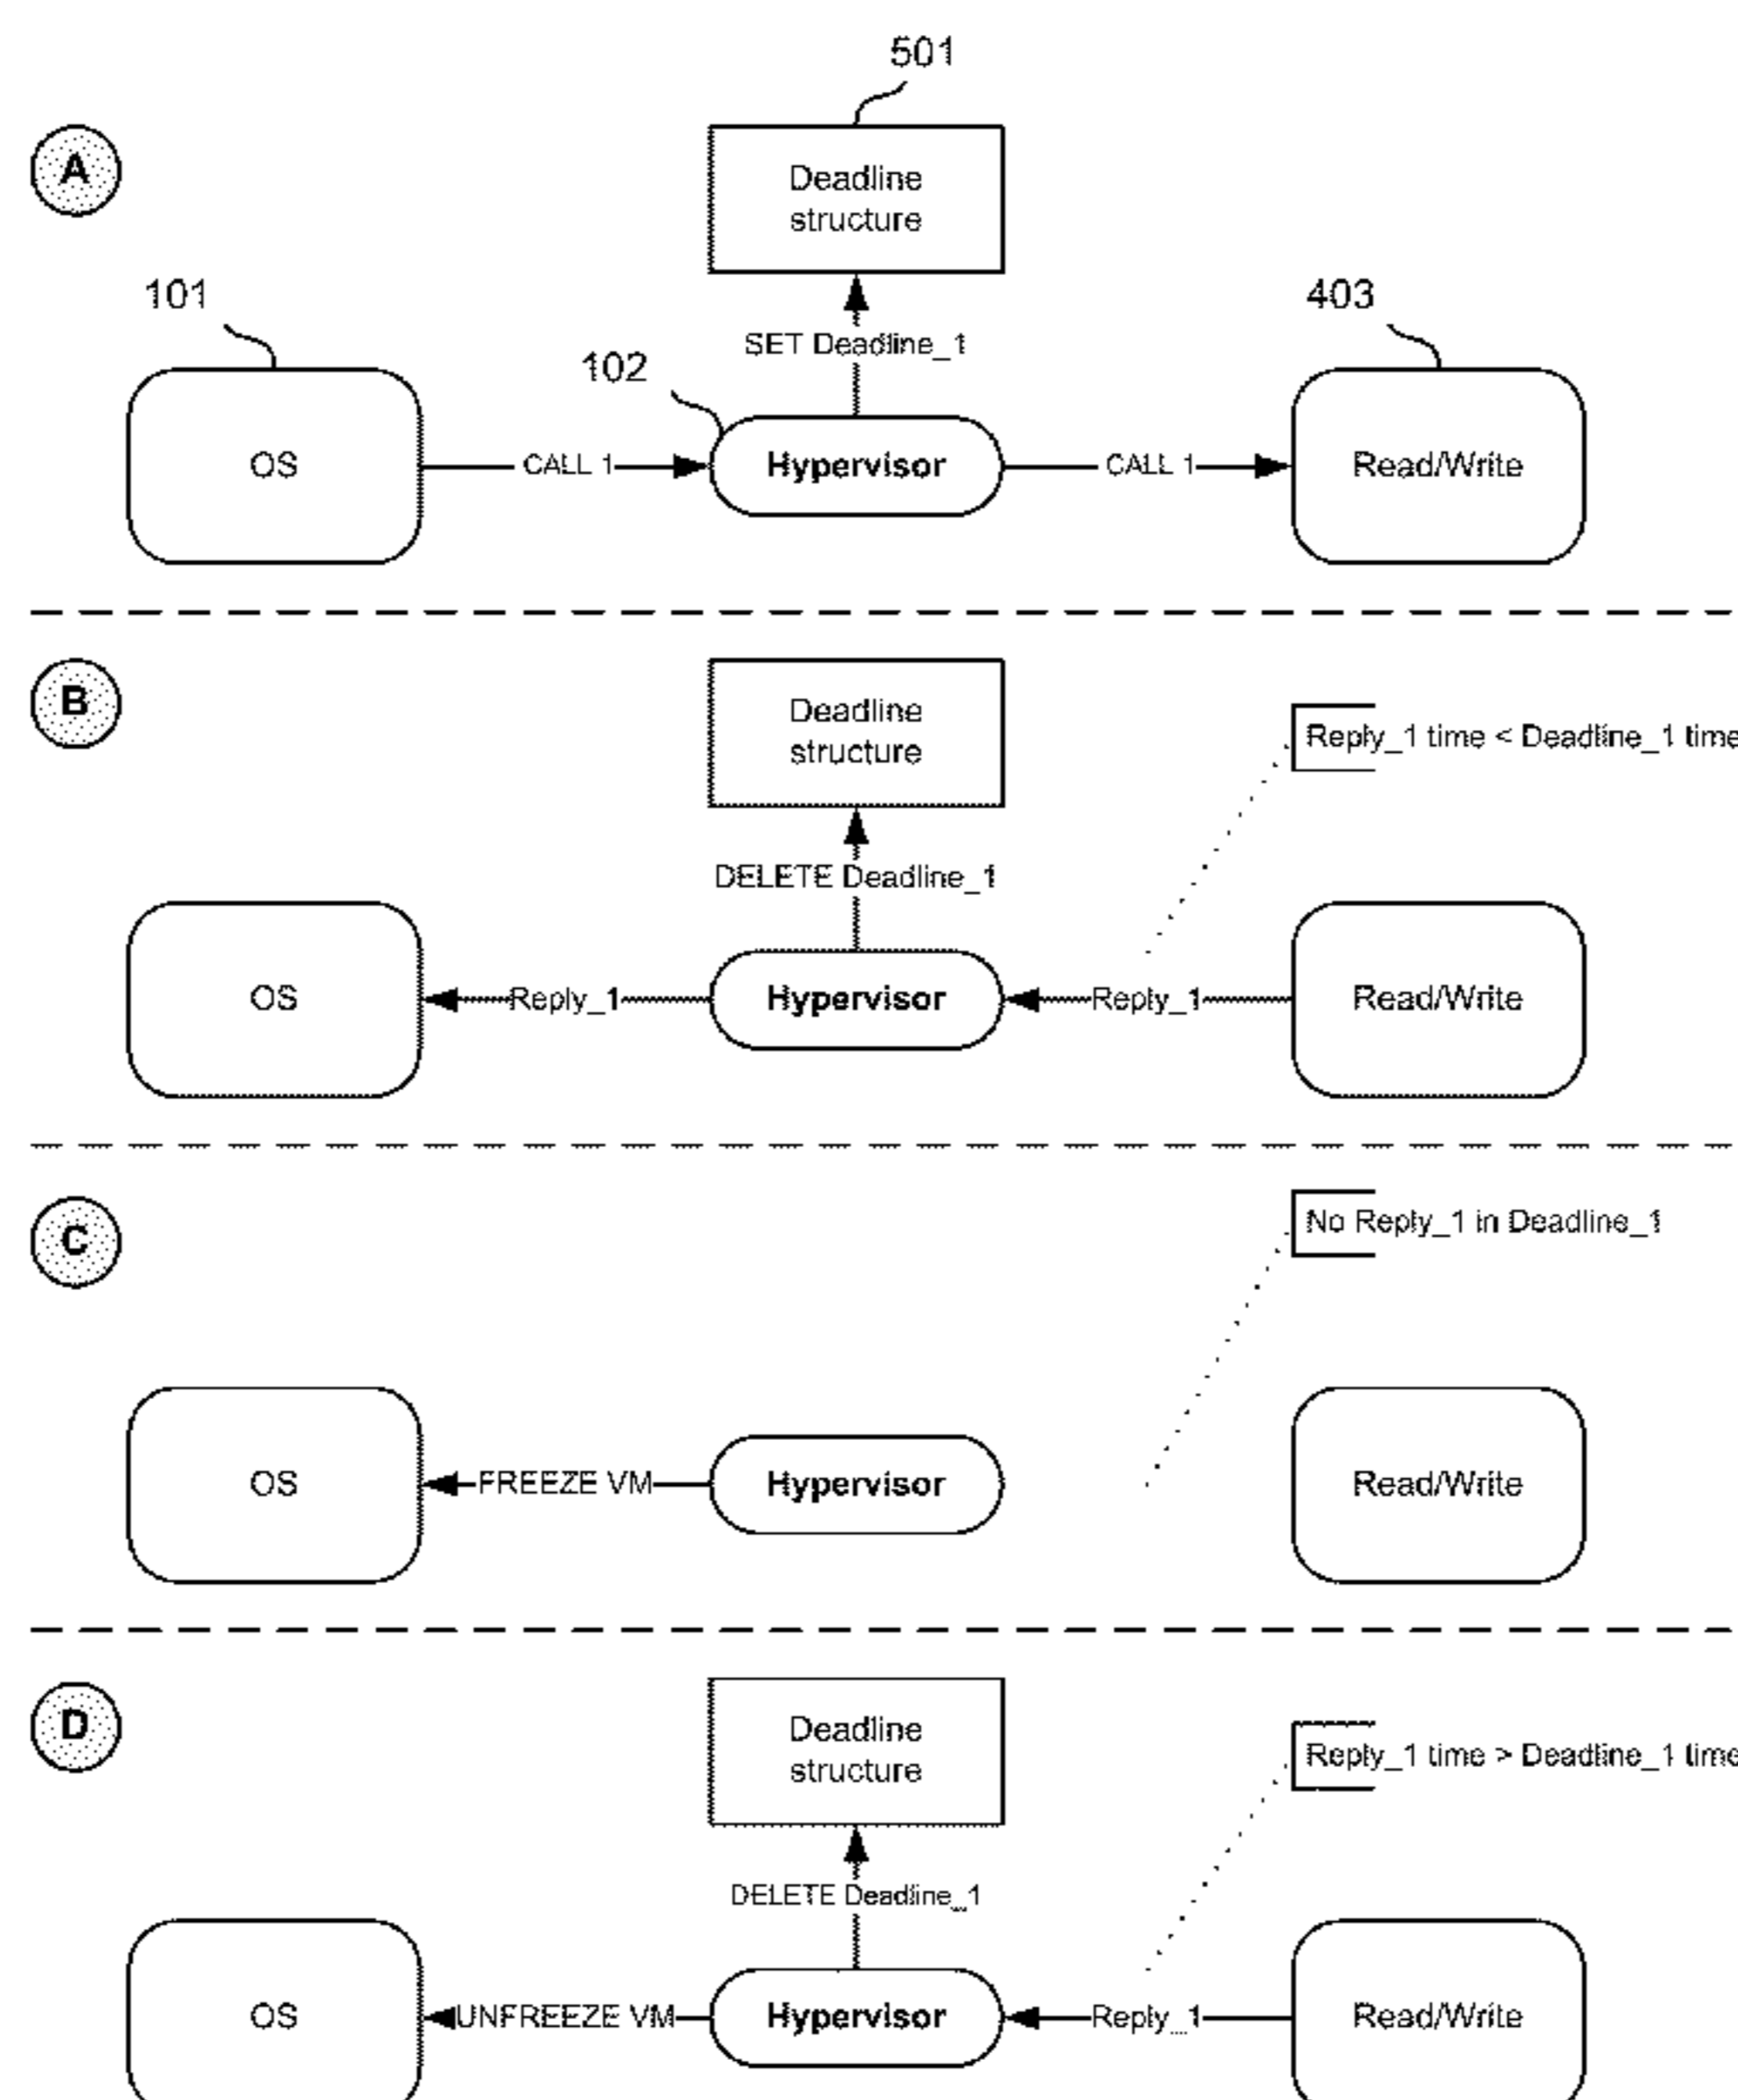 501
A
Deadline
structure
101
403
SET Deadline_1
102
OS
CALL 1
Hypervisor
CALL 1
Read/Write
B
Deadline
structure
Reply_1 time < Deadline_1 time
DELETE Deadline_1
OS
Reply_1
Hypervisor
Reply_1
Read/Write
C
No Reply_1 in Deadline_1
OS
FREEZE VM
Hypervisor
Read/Write
D
Deadline
structure
Reply_1 time > Deadline_1 time
DELETE Deadline_1
OS
UNFREEZE VM
Hypervisor
Reply_1
Read/Write